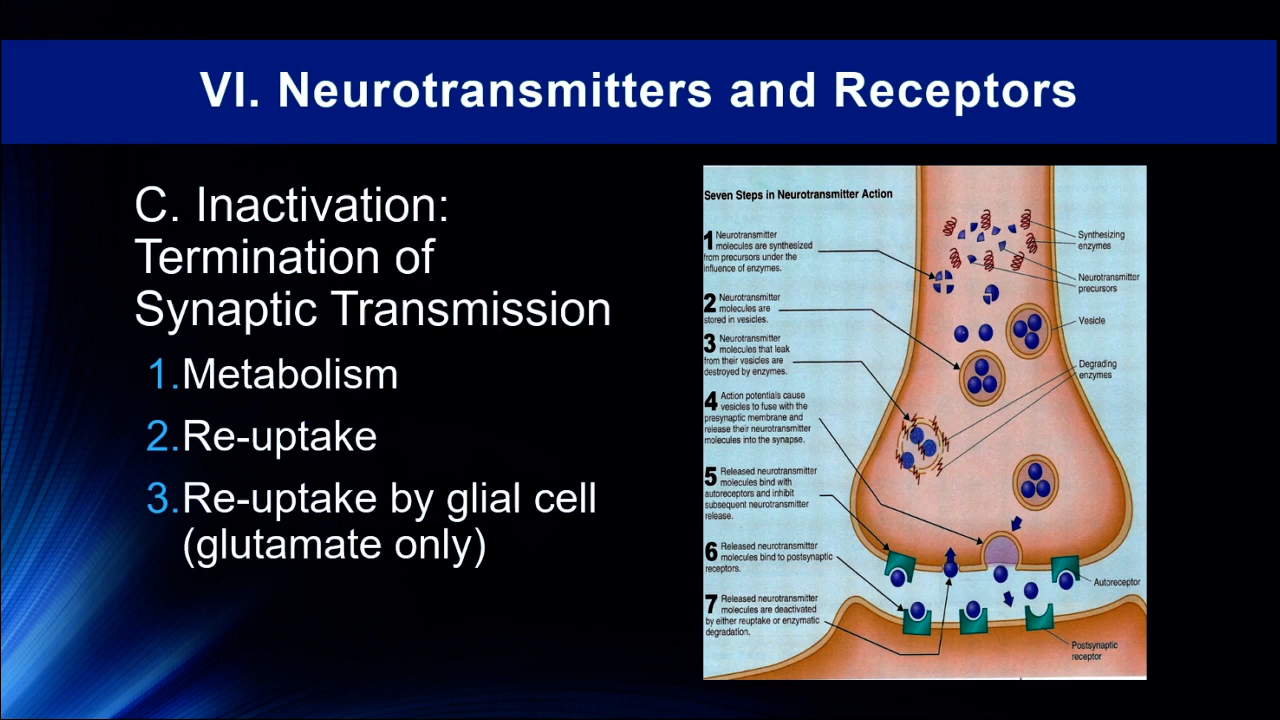 VI. Neurotransmitters and Receptors
C. Inactivation:
Termination of
Synaptic Transmission
1.Metabolism
2.Re-uptake
3.Re-uptake by glial cell
(glutamate only)
Seven Steps in Neurotransmitter Action
1 Neurotransmitter
molecules are synthesized
from precursors under the
influence of enzymes.
2 Neurotransmitter
molecules are
stored in vesicles.
3 Neurotransmitter
molecules that leak
from their vesicles are
destroyed by enzymes.
4 Action potentials cause
vesicles to fuse with the
presynaptic membrane and
release their neurotransmitter
molecules into the synapse.
5 Released neurotransmitter
molecules bind with
autoreceptors and inhibit
subsequent neurotransmitter
release.
6 Released neurotransmitter
molecules bind to postsynaptic
receptors.
7 Released neurotransmitter
molecules are deactivated
by either reuptake or enzymatic
degradation.
Synthesizing
enzymes
Neurotransmitter
precursors
Vesicle
Degrading
enzymes
Autoreceptor
Postsynaptic
receptor